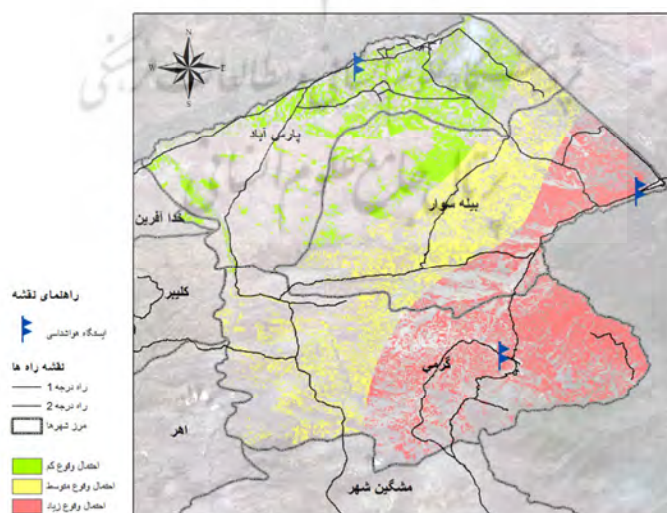 N
W
E
S
پارس آباد
بیله سوار
خدا آفرین
کلیبر
گرمی
اهر
مشگین شهر
راهنمای نقشه
ایستگاه هواشناسی
نقشه راه ها
راه درجه 1
راه درجه 2
مرز شهرها
احتمال وقوع کم
احتمال وقوع متوسط
احتمال وقوع زیاد